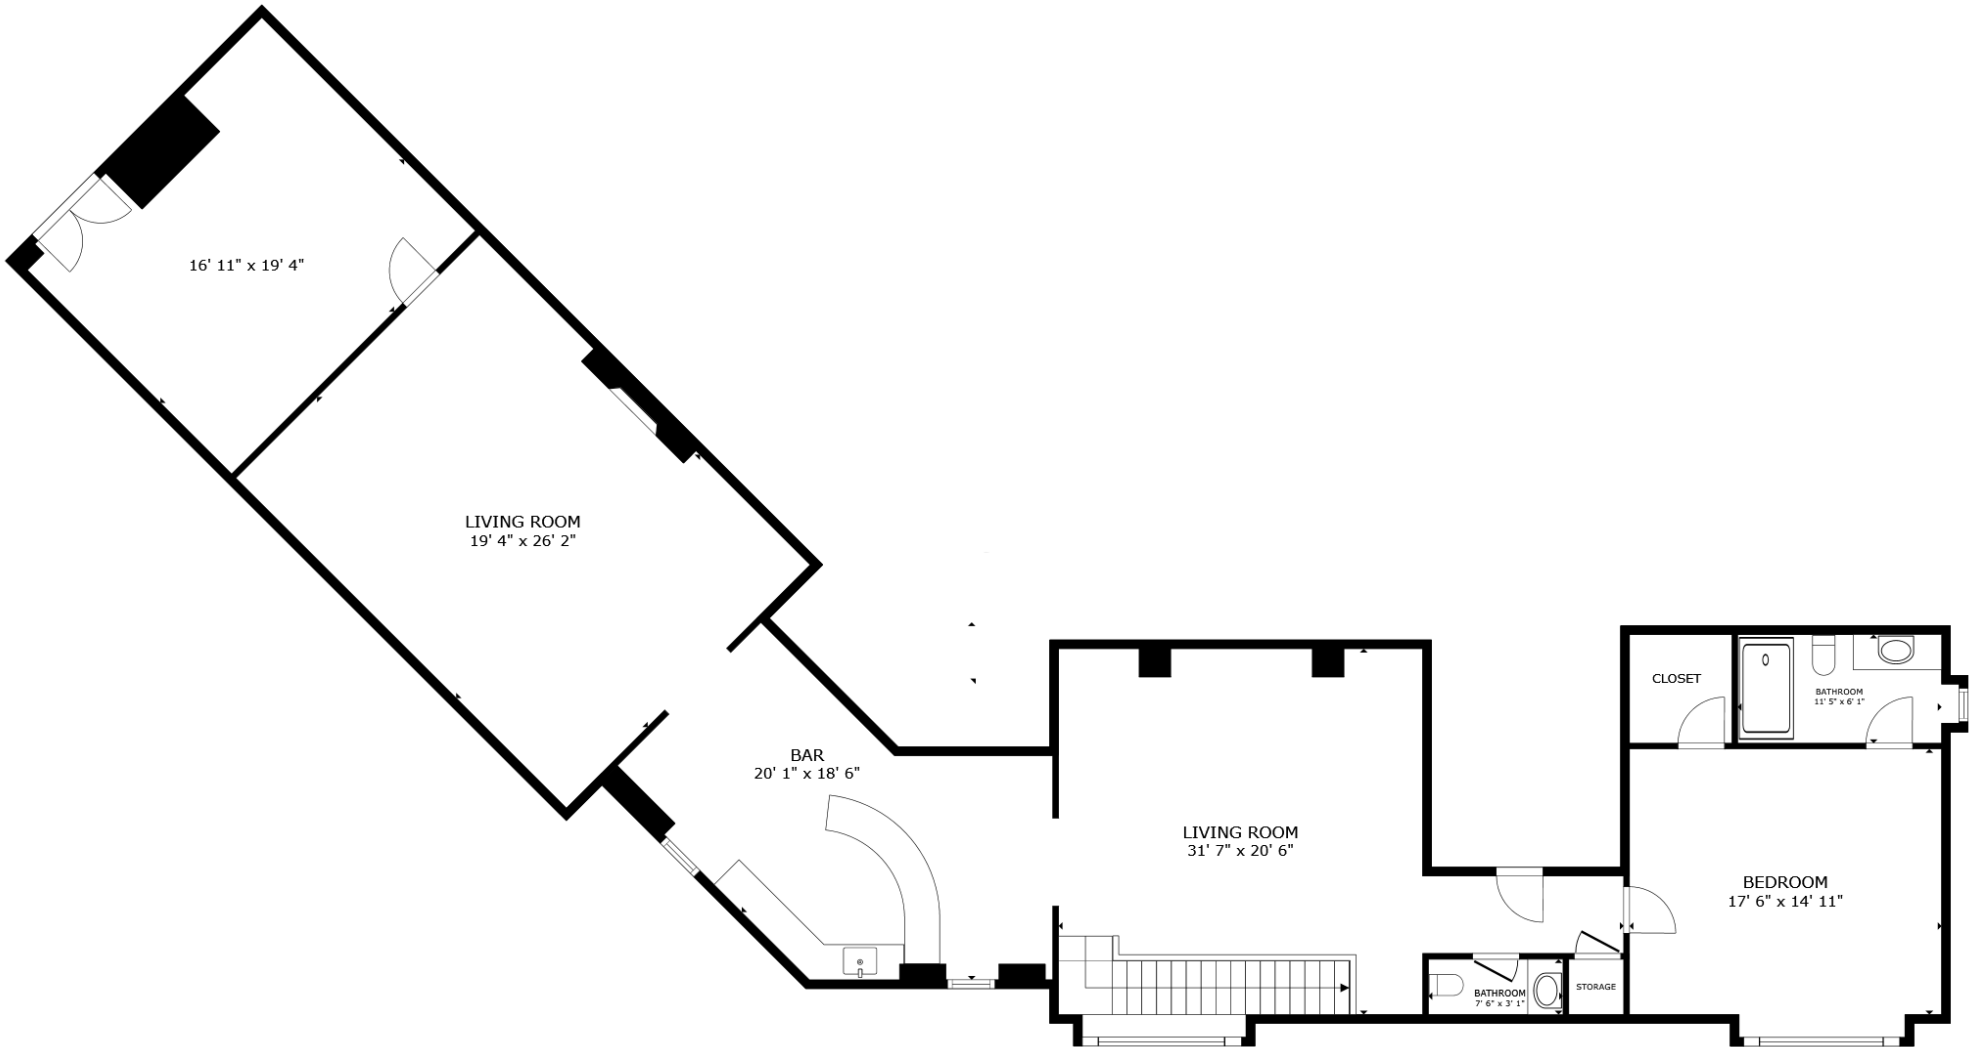 16' 11" x 19' 4"
LIVING ROOM
19' 4" x 26' 2"
BAR
20' 1" x 18' 6"
LIVING ROOM
31' 7" x 20' 6"
CLOSET
BATHROOM
11' 5" x 6' 1"
BEDROOM
17' 6" x 14' 11"
BATHROOM
7' 6" x 3' 1"
STORAGE